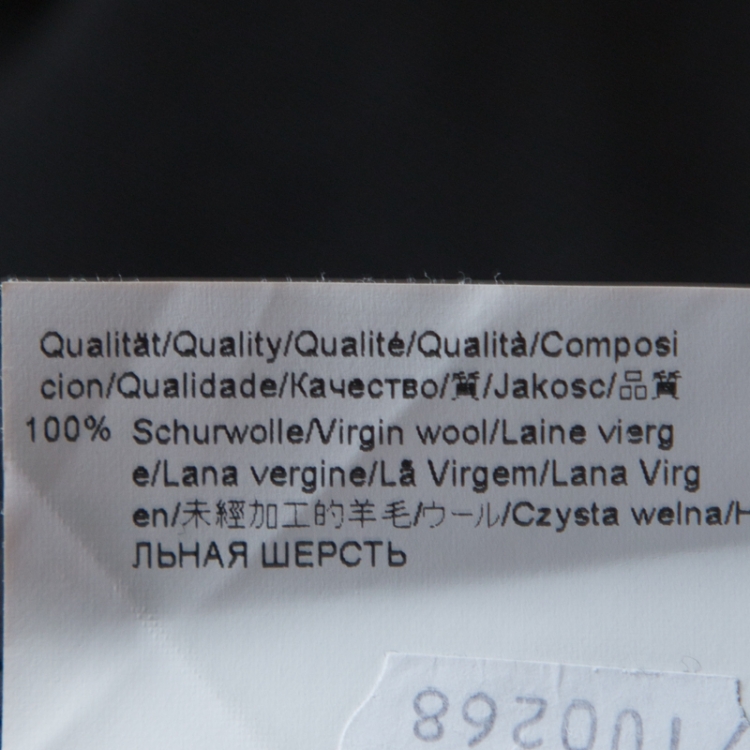 Qualität/Quality/Qualité/Qualità/Composi
cion/Qualidade/Качество/質/Jakosc/品質
100% Schurwolle/Virgin wool/Laine vierg
e/Lana vergine/Lå Virgem/Lana Virg
en/未經加工的羊毛/ウール/Czysta welna/Н
ЛЬНАЯ ШЕРСТЬ